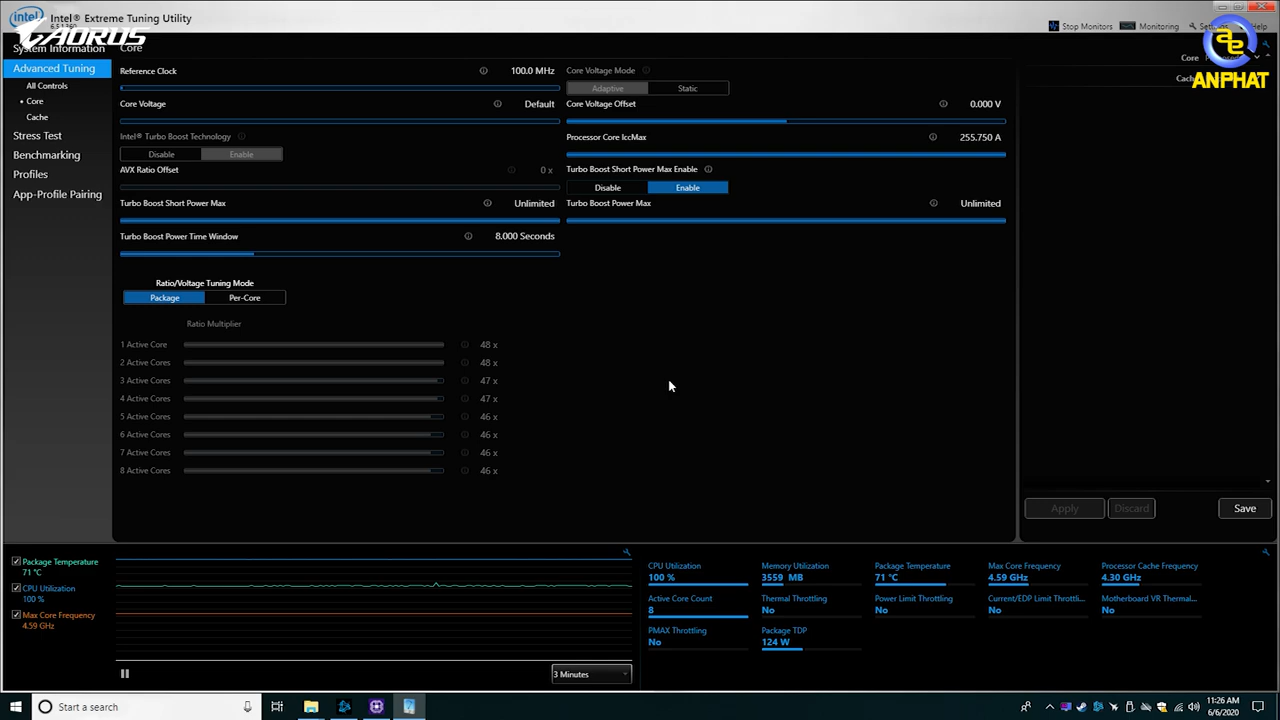 intel
Intel® Extreme Tuning Utility
AORUS
Stop Monitors
Monitoring
Help
ANPHAT
System Information
Advanced Tuning
All Controls
• Core
Cache
Stress Test
Benchmarking
Profiles
App-Profile Pairing
Core
Reference Clock 100.0 MHz
Core Voltage Default
Intel® Turbo Boost Technology
Disable Enable
AVX Ratio Offset 0 x
Turbo Boost Short Power Max Unlimited
Turbo Boost Power Time Window 8.000 Seconds
Core Voltage Mode
Adaptive Static
Core Voltage Offset 0.000 V
Processor Core IccMax 255.750 A
Turbo Boost Short Power Max Enable
Disable Enable
Turbo Boost Power Max Unlimited
Ratio/Voltage Tuning Mode
Package Per-Core
Ratio Multiplier
1 Active Core 48 x
2 Active Cores 48 x
3 Active Cores 47 x
4 Active Cores 47 x
5 Active Cores 46 x
6 Active Cores 46 x
7 Active Cores 46 x
8 Active Cores 46 x
Core
Apply Discard Save
Package Temperature
71 °C
CPU Utilization
100 %
Max Core Frequency
4.59 GHz
3 Minutes
CPU Utilization
100 %
Memory Utilization
3559 MB
Package Temperature
71 °C
Max Core Frequency
4.59 GHz
Processor Cache Frequency
4.30 GHz
Active Core Count
8
Thermal Throttling
No
Power Limit Throttling
No
Current/EDP Limit Throttli...
No
Motherboard VR Thermal...
No
PMAX Throttling
No
Package TDP
124 W
Start a search
11:26 AM
6/6/2020